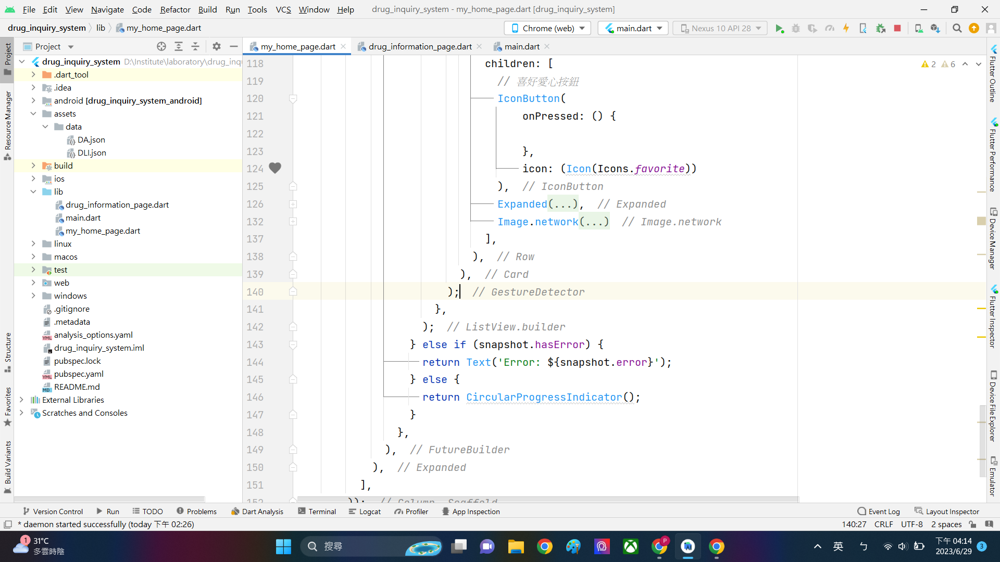 File Edit View Navigate Code Refactor Build Run Tools VCS Window Help drug_inquiry_system - my_home_page.dart [drug_inquiry_system]
drug_inquiry_system lib my_home_page.dart Chrome (web) main.dart Nexus 10 API 28
Project my_home_page.dart drug_information_page.dart main.dart
drug_inquiry_system D:\Institute\laboratory\drug_inqu
.dart_tool
.idea
android [drug_inquiry_system_android]
assets
data
DA.json
DLI.json
build
ios
lib
drug_information_page.dart
main.dart
my_home_page.dart
linux
macos
test
web
windows
.gitignore
.metadata
analysis_options.yaml
drug_inquiry_system.iml
pubspec.lock
pubspec.yaml
README.md
External Libraries
Scratches and Consoles
Project
Resource Manager
Structure
Favorites
Build Variants
118 children: [
119 // 喜好愛心按鈕
120 IconButton(
121 onPressed: () {
122
123 },
124 icon: (Icon(Icons.favorite))
125 ), // IconButton
126 Expanded(...), // Expanded
132 Image.network(...) // Image.network
137 ],
138 ), // Row
139 ), // Card
140 ); // GestureDetector
141 },
142 ); // ListView.builder
143 } else if (snapshot.hasError) {
144 return Text('Error: ${snapshot.error}');
145 } else {
146 return CircularProgressIndicator();
147 }
148 },
149 ), // FutureBuilder
150 ), // Expanded
151 ],
152 )); // Column, Scaffold
2 6
Flutter Outline
Flutter Performance
Device Manager
Flutter Inspector
Device File Explorer
Emulator
Version Control Run TODO Problems Dart Analysis Terminal Logcat Profiler App Inspection Event Log Layout Inspector
* daemon started successfully (today 下午 02:26) 140:27 CRLF UTF-8 2 spaces
1 31°C
多雲時陰
搜尋
P
英 ㄅ
下午 04:14
2023/6/29
3